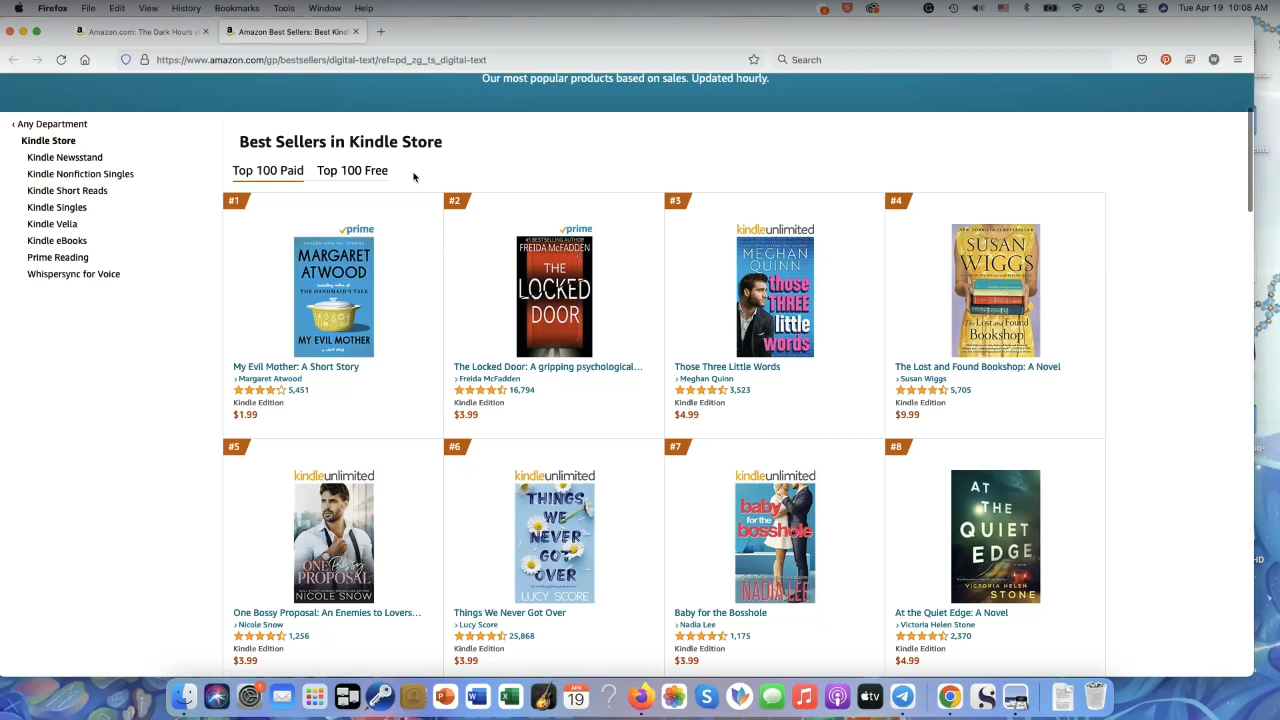 Firefox File Edit View History Bookmarks Tools Window Help Tue Apr 19 10:08 AM
Amazon.com: The Dark Hours e
Amazon Best Sellers: Best Kindl
https://www.amazon.com/gp/bestsellers/digital-text/ref=pd_zg_ts_digital-text
Search
Our most popular products based on sales. Updated hourly.
‹ Any Department
Kindle Store
Kindle Newsstand
Kindle Nonfiction Singles
Kindle Short Reads
Kindle Singles
Kindle Vella
Kindle eBooks
Prime Reading
Whispersync for Voice
Best Sellers in Kindle Store
Top 100 Paid Top 100 Free
#1
prime
MARGARET
ATWOOD
THE HANDMAID'S TALE
MY EVIL MOTHER
My Evil Mother: A Short Story
› Margaret Atwood
5,451
Kindle Edition
$1.99
#2
prime
#1 BESTSELLING AUTHOR
FREIDA McFADDEN
THE
LOCKED
DOOR
The Locked Door: A gripping psychological...
› Freida McFadden
16,794
Kindle Edition
$3.99
#3
kindleunlimited
MEGHAN
QUINN
those
THREE
little
words
Those Three Little Words
› Meghan Quinn
3,523
Kindle Edition
$4.99
#4
SUSAN
WIGGS
The Lost and Found
Bookshop
The Lost and Found Bookshop: A Novel
› Susan Wiggs
5,705
Kindle Edition
$9.99
#5
kindleunlimited
ONE Bossy
PROPOSAL
NICOLE SNOW
One Bossy Proposal: An Enemies to Lovers...
› Nicole Snow
1,256
Kindle Edition
$3.99
#6
kindleunlimited
THINGS
WE
NEVER
GOT
OVER
LUCY SCORE
Things We Never Got Over
› Lucy Score
25,868
Kindle Edition
$3.99
#7
kindleunlimited
baby
for the
bosshole
NADIA LEE
Baby for the Bosshole
› Nadia Lee
1,175
Kindle Edition
$3.99
#8
AT
THE
QUIET
EDGE
VICTORIA HELEN
STONE
At the Quiet Edge: A Novel
› Victoria Helen Stone
2,370
Kindle Edition
$4.99
APR
19
tv